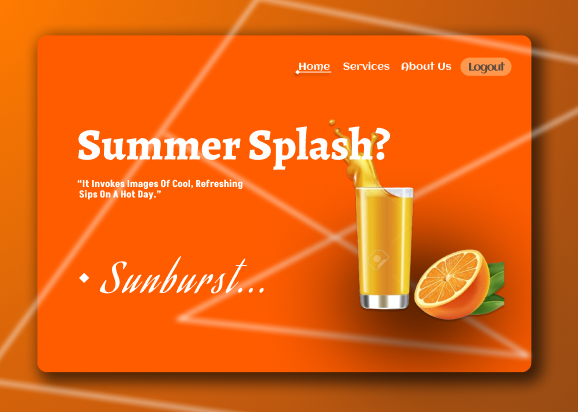 Home Services About Us Logout
Summer Splash?
"It Invokes Images Of Cool, Refreshing
Sips On A Hot Day."
Sunburst...